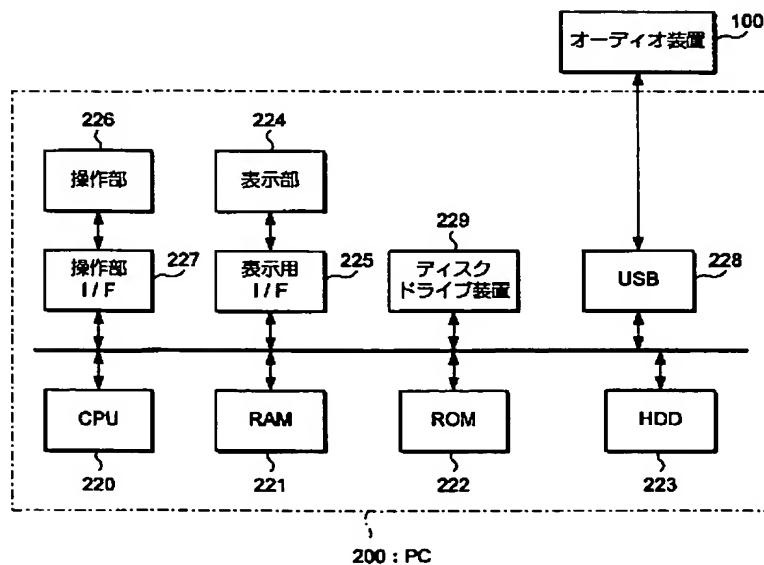 オーディオ装置
100
226
224
操作部
表示部
229
操作部
I / F
227
表示用
I / F
225
ディスク
ドライブ装置
USB
228
CPU
RAM
ROM
HDD
220
221
222
223
200 : PC